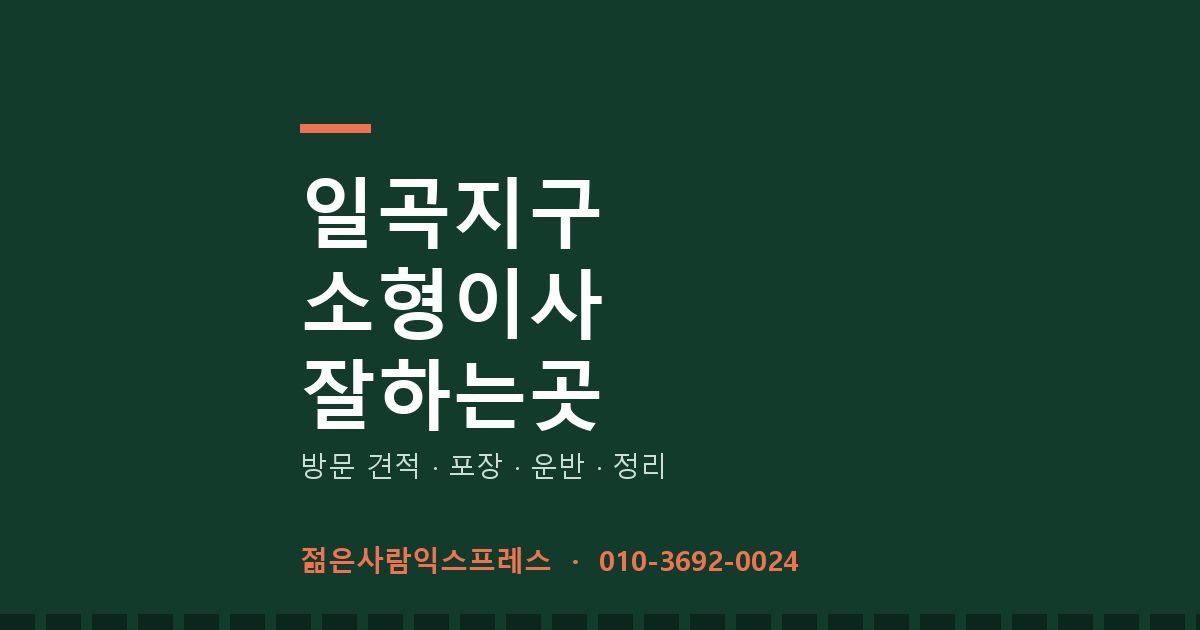 일곡지구
소형이사
잘하는곳
방문 견적 · 포장 · 운반 · 정리
젊은사람익스프레스 · 010-3692-0024